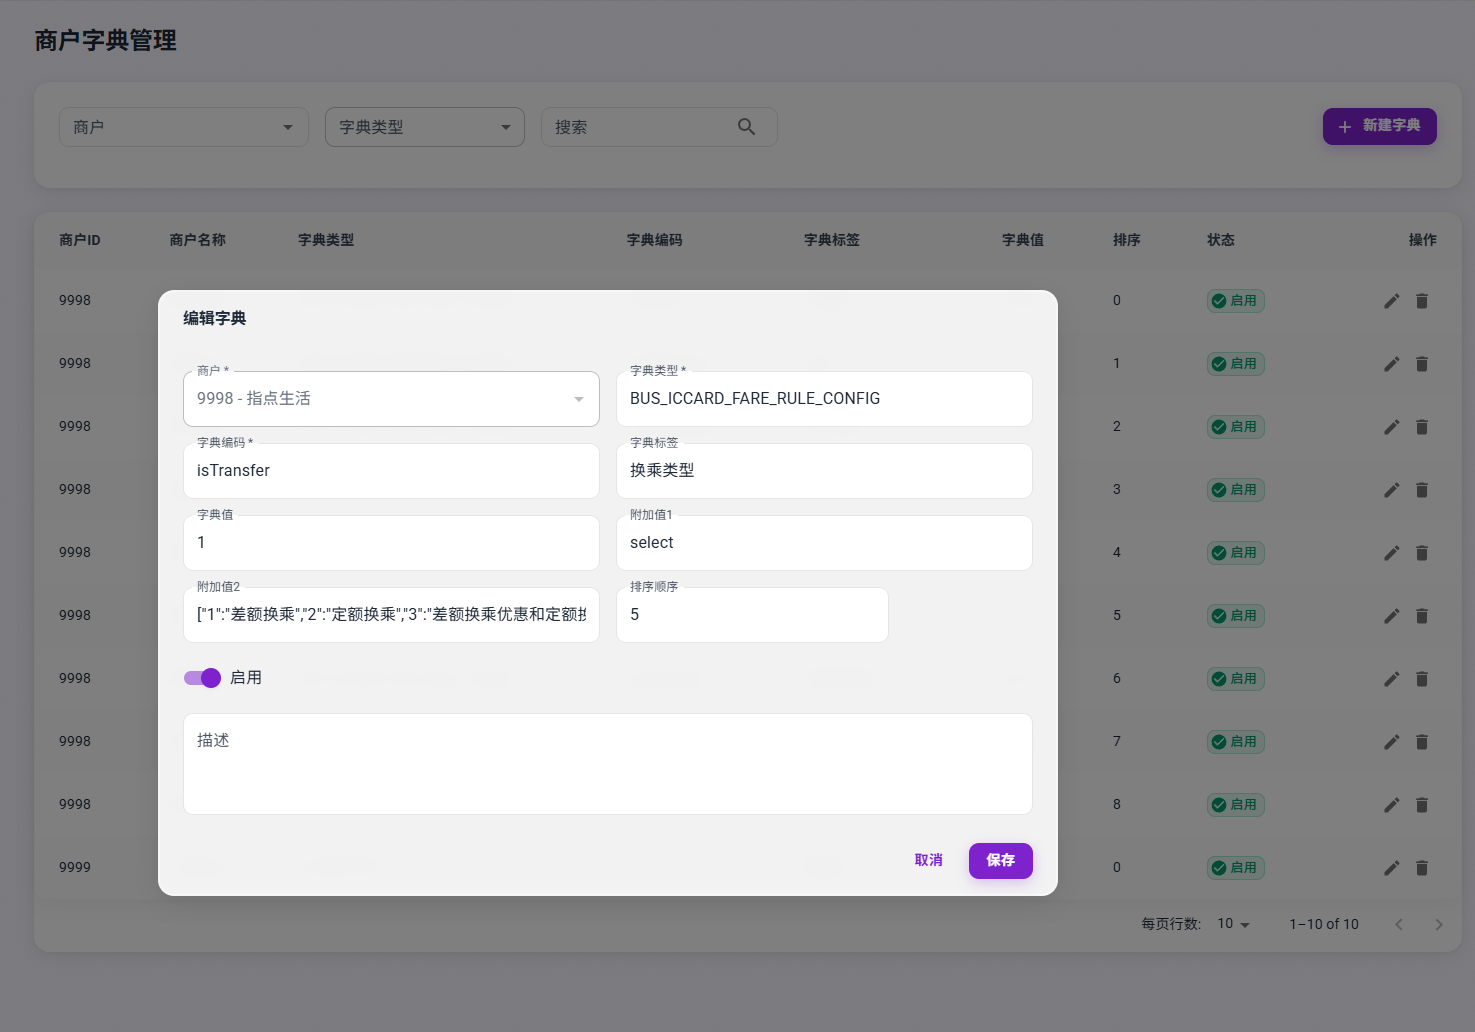 商户字典管理
商户
字典类型
搜索
新建字典
商户ID 商户名称 字典类型 字典编码 字典标签 字典值 排序 状态 操作
9998 0 启用
9998 1 启用
9998 2 启用
9998 3 启用
9998 4 启用
9998 5 启用
9998 6 启用
9998 7 启用
9998 8 启用
9999 0 启用
编辑字典
商户 *
9998 - 指点生活
字典类型 *
BUS_ICCARD_FARE_RULE_CONFIG
字典编码 *
isTransfer
字典标签
换乘类型
字典值
1
附加值1
select
附加值2
["1":"差额换乘","2":"定额换乘","3":"差额换乘优惠和定额
排序顺序
5
启用
描述
取消
保存
每页行数: 10 1–10 of 10